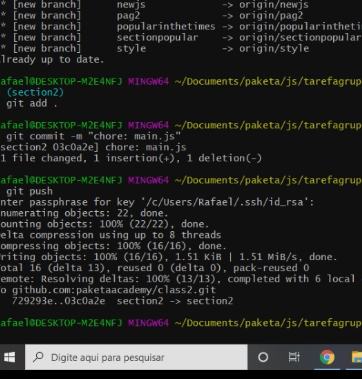 * [new branch] newjs -> origin/newjs
* [new branch] pag2 -> origin/pag2
* [new branch] popularinthetimes -> origin/popularintheti
* [new branch] sectionpopular -> origin/sectionpopular
* [new branch] style -> origin/style
lready up to date.
afael@DESKTOP-M2E4NFJ MINGW64 ~/Documents/paketa/js/tarefagrup
(section2)
git add .
afael@DESKTOP-M2E4NFJ MINGW64 ~/Documents/paketa/js/tarefagrup
git commit -m "chore: main.js"
section2 03c0a2e] chore: main.js
1 file changed, 1 insertion(+), 1 deletion(-)
afael@DESKTOP-M2E4NFJ MINGW64 ~/Documents/paketa/js/tarefagrup
git push
nter passphrase for key '/c/Users/Rafael/.ssh/id_rsa':
numerating objects: 22, done.
ounting objects: 100% (22/22), done.
elta compression using up to 8 threads
ompressing objects: 100% (16/16), done.
riting objects: 100% (16/16), 1.51 KiB | 1.51 MiB/s, done.
otal 16 (delta 13), reused 0 (delta 0), pack-reused 0
emote: Resolving deltas: 100% (13/13), completed with 6 local
o github.com:paketaacademy/class2.git
729293e..03c0a2e section2 -> section2
afael@DESKTOP-M2E4NFJ MINGW64 ~/Documents/paketa/js/tarefagrup
Digite aqui para pesquisar